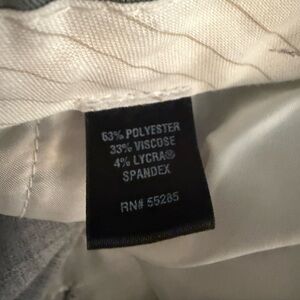 63% POLYESTER
33% VISCOSE
4% LYCRA®
SPANDEX
RN# 55285